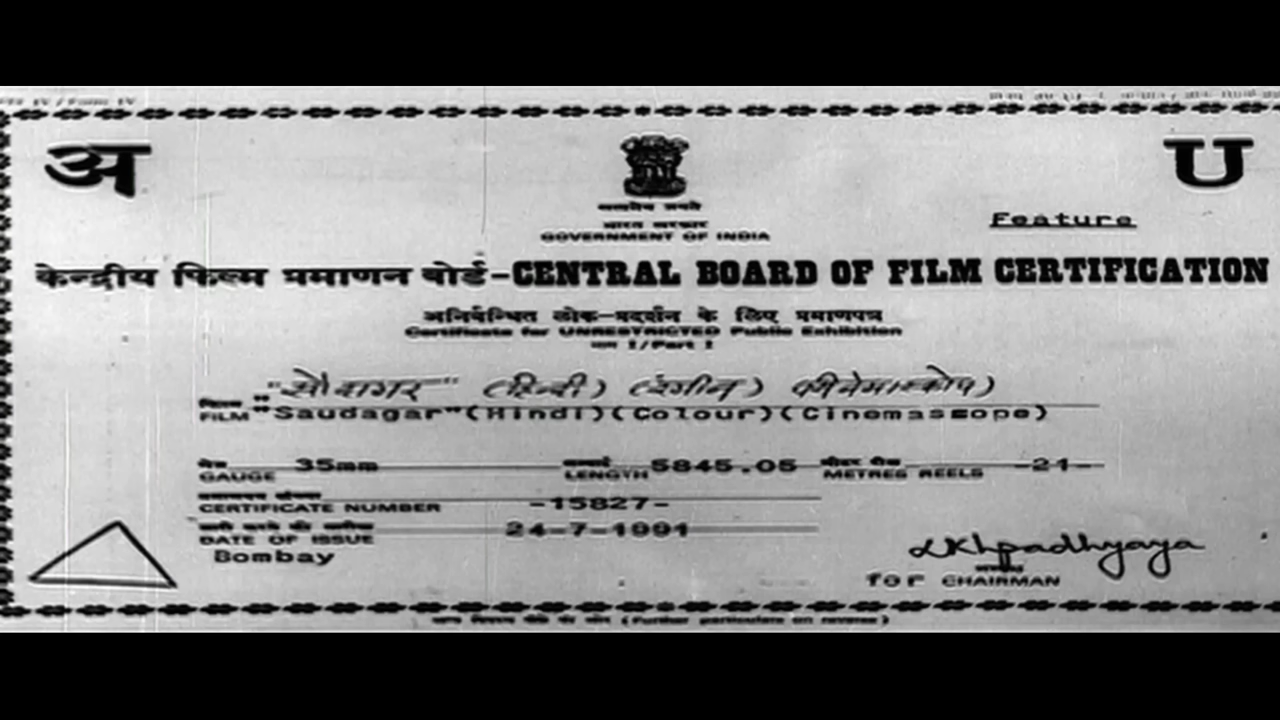 अ
U
भारत सरकार
GOVERNMENT OF INDIA
Feature
केन्द्रीय फिल्म प्रमाणन बोर्ड-CENTRAL BOARD OF FILM CERTIFICATION
अनिर्बन्धित लोक-प्रदर्शन के लिए प्रमाणपत्र
Certificate for UNRESTRICTED Public Exhibition
भाग I/Part I
"सौदागर" (हिन्दी) (रंगीन) (सीनेमास्कोप)
FILM "Saudagar"(Hindi)(Colour)(Cinemascope)
GAUGE 35mm LENGTH 5845.05 METRES REELS -21-
CERTIFICATE NUMBER -15827-
DATE OF ISSUE 24-7-1991
Bombay
LKhpadhyaya
for CHAIRMAN
(Further particulars on reverse)